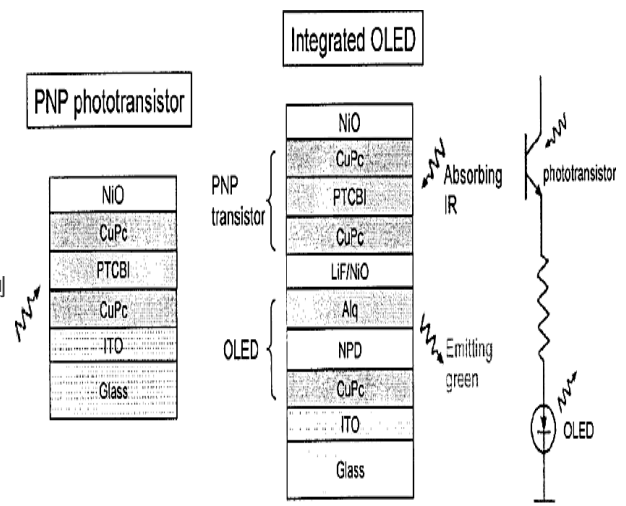 PNP phototransistor
NiO
CuPc
PTCBI
CuPc
ITO
Glass
Integrated OLED
NiO
CuPc
PTCBI
CuPc
LiF/NiO
Alq
NPD
CuPc
ITO
Glass
PNP
transistor
OLED
Absorbing
IR
Emitting
green
phototransistor
OLED